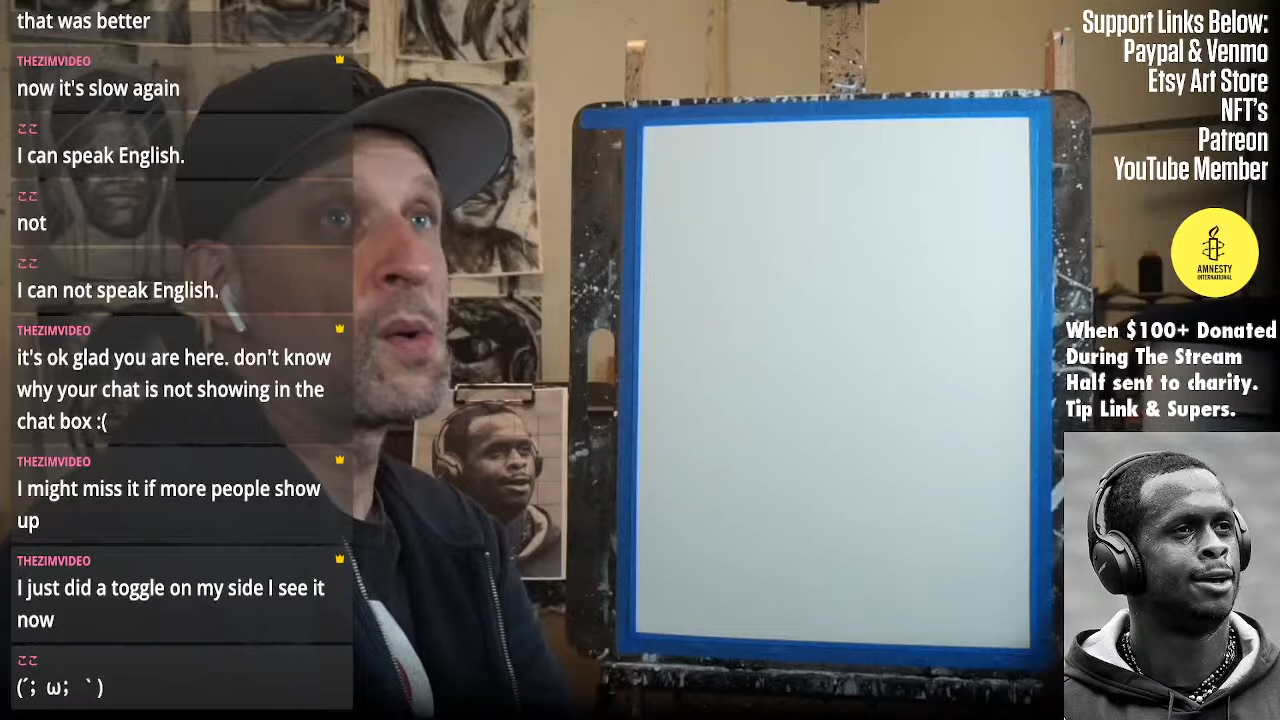 that was better
THEZIMVIDEO
now it's slow again
ここ
I can speak English.
ここ
not
ここ
I can not speak English.
THEZIMVIDEO
it's ok glad you are here. don't know
why your chat is not showing in the
chat box :(
THEZIMVIDEO
I might miss it if more people show
up
THEZIMVIDEO
I just did a toggle on my side I see it
now
ここ
(´; ω; ｀)
Support Links Below:
Paypal & Venmo
Etsy Art Store
NFT's
Patreon
YouTube Member
AMNESTY
INTERNATIONAL
When $100+ Donated
During The Stream
Half sent to charity.
Tip Link & Supers.